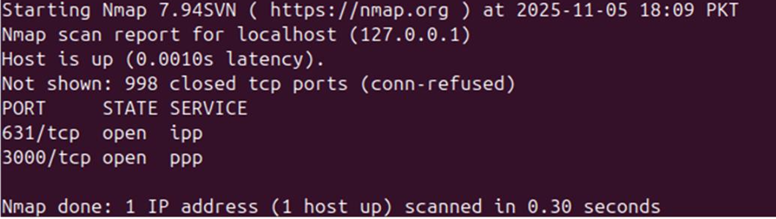 Starting Nmap 7.94SVN ( https://nmap.org ) at 2025-11-05 18:09 PKT
Nmap scan report for localhost (127.0.0.1)
Host is up (0.0010s latency).
Not shown: 998 closed tcp ports (conn-refused)
PORT     STATE SERVICE
631/tcp  open  ipp
3000/tcp open  ppp

Nmap done: 1 IP address (1 host up) scanned in 0.30 seconds